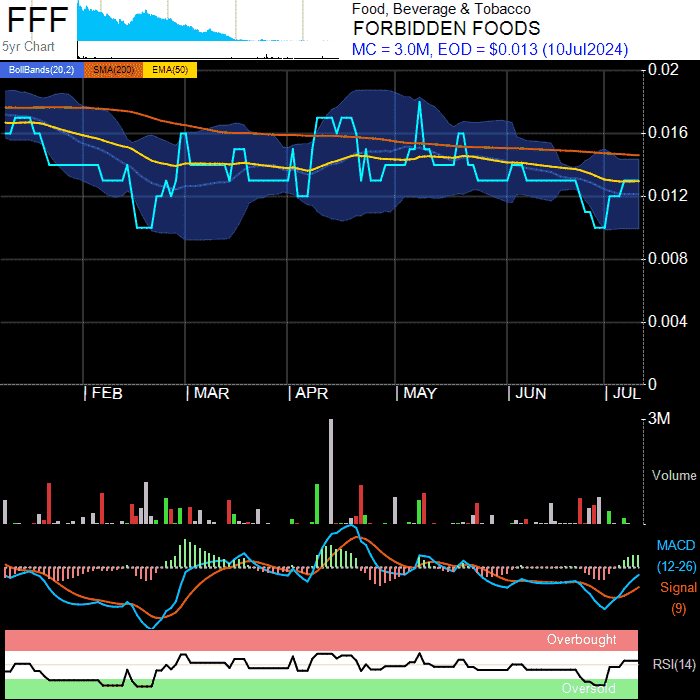 FFF
5yr Chart
Food, Beverage & Tobacco
FORBIDDEN FOODS
MC = 3.0M, EOD = $0.013 (10Jul2024)
BollBands(20,2) SMA(200) EMA(50)
0.02
0.016
0.012
0.008
0.004
0
FEB MAR APR MAY JUN JUL
3M
Volume
MACD
(12-26)
Signal
(9)
Overbought
RSI(14)
Oversold